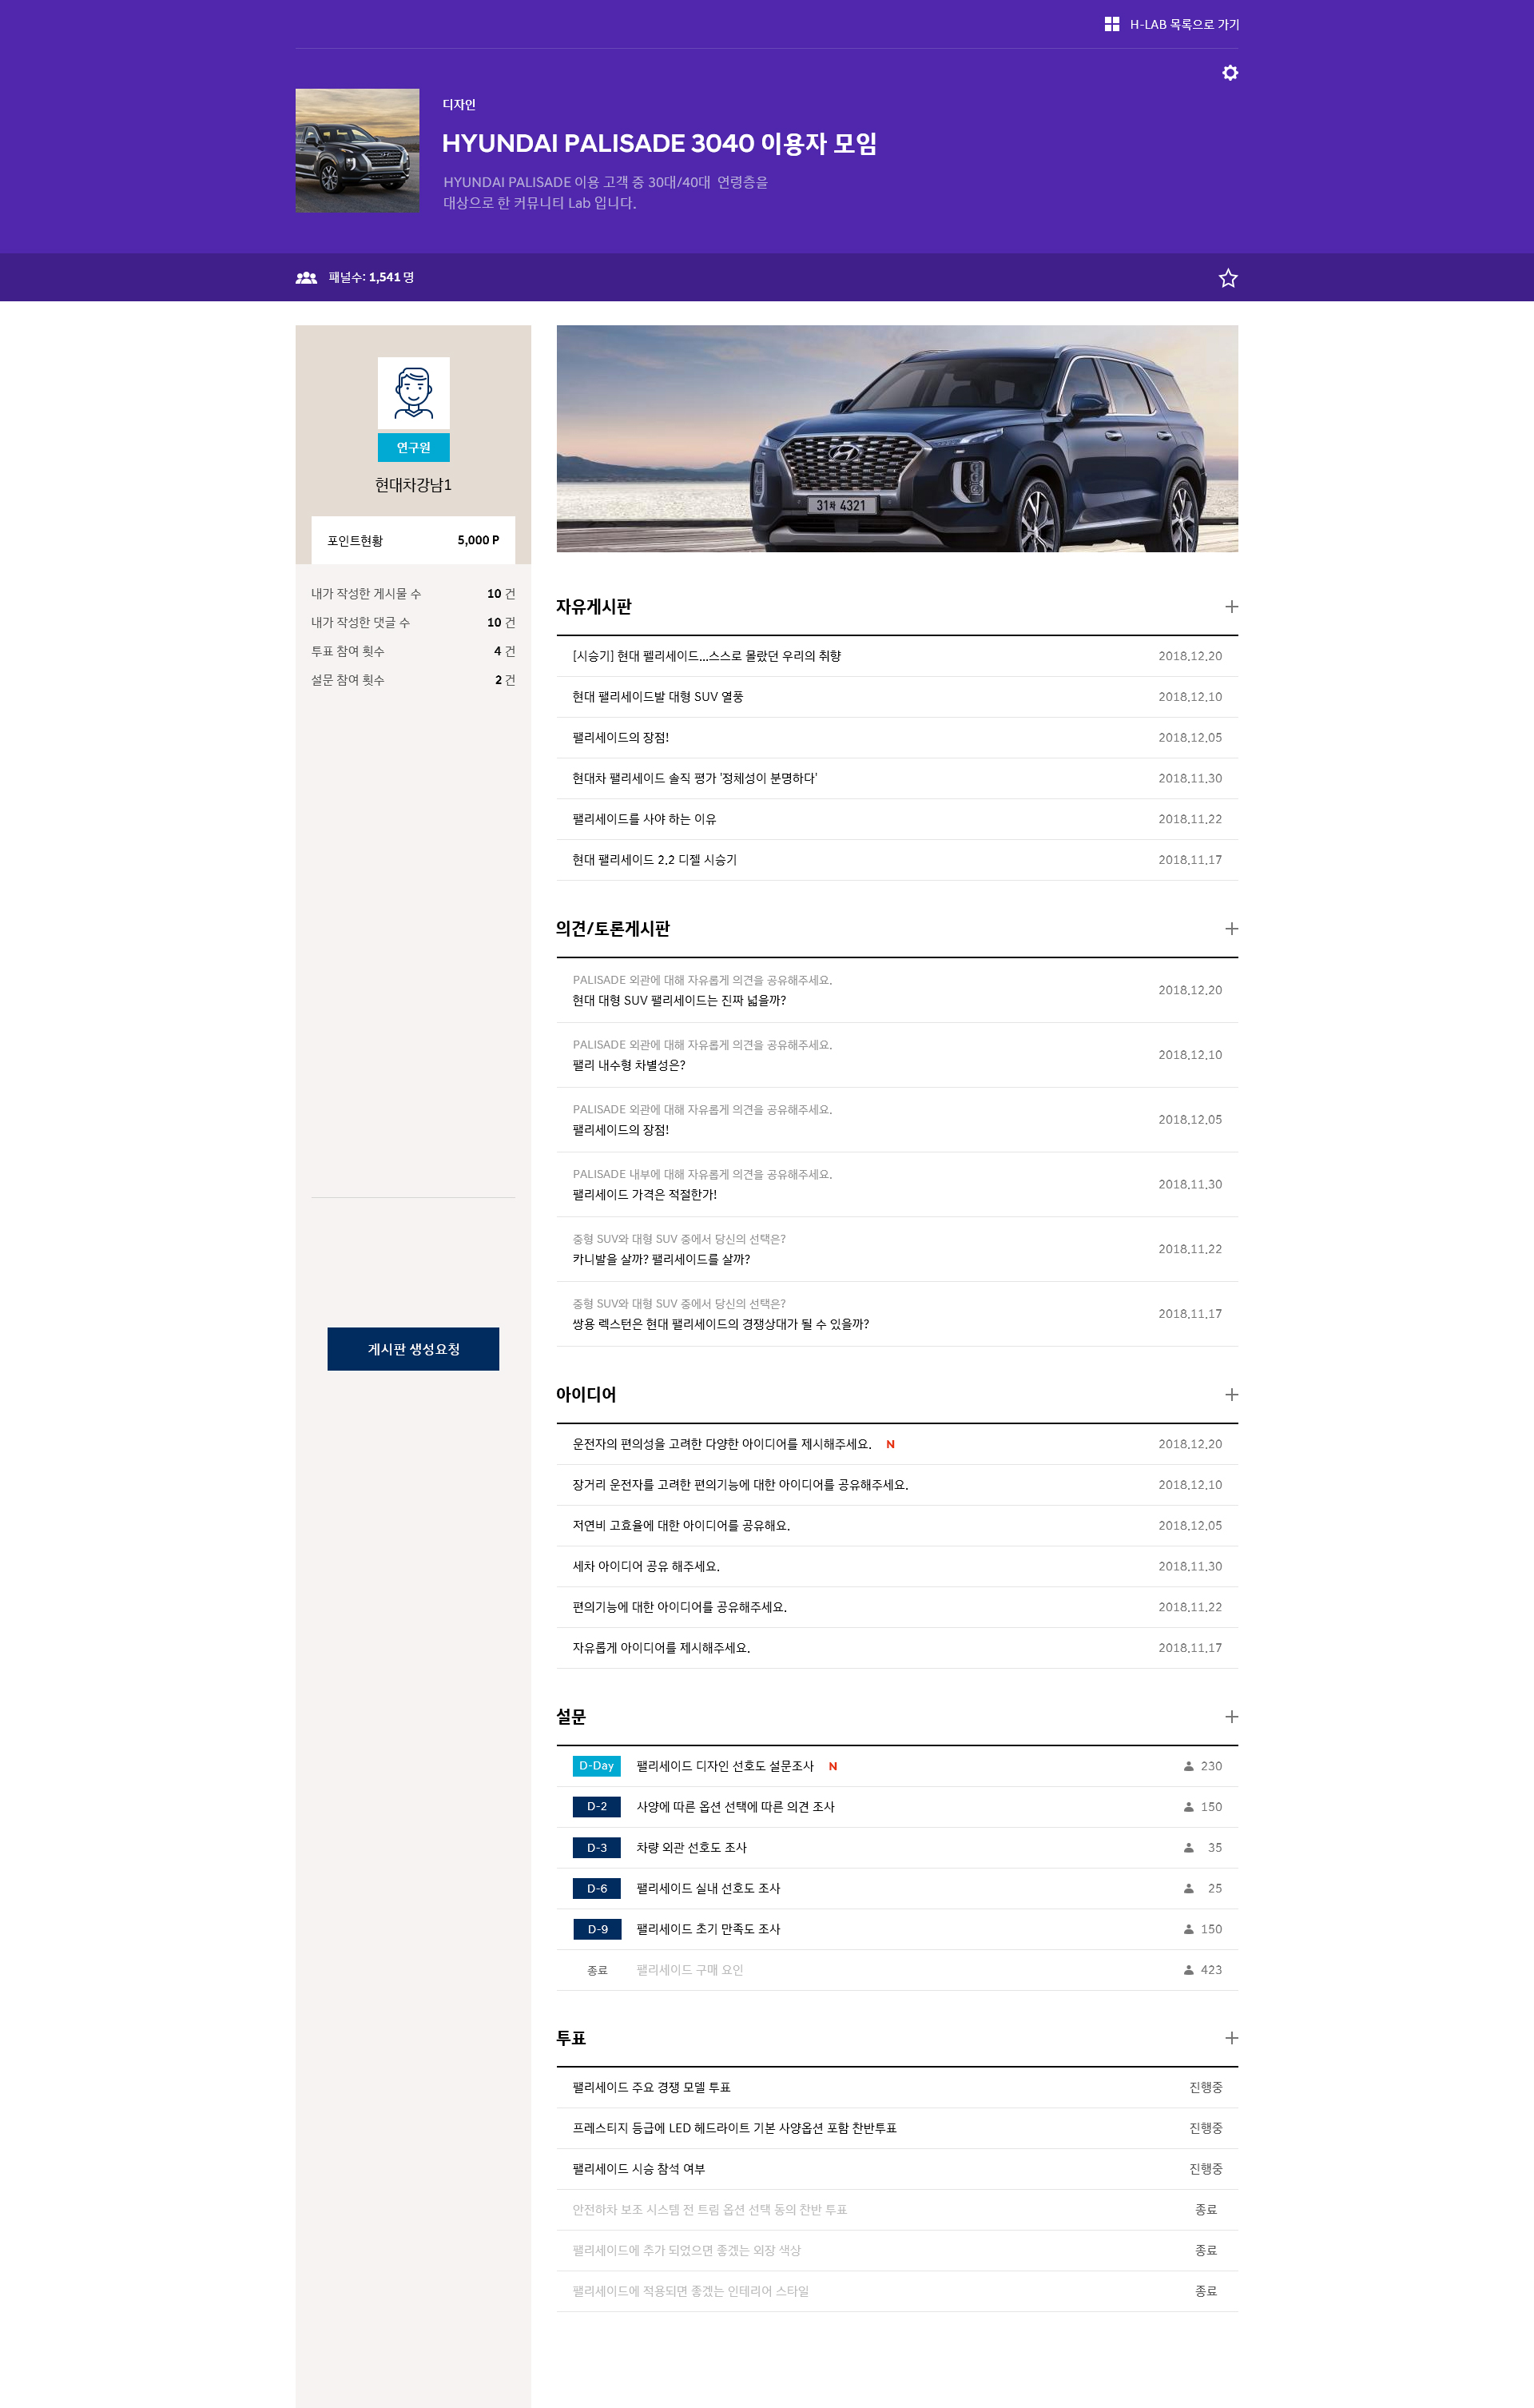 H-LAB 목록으로 가기
디자인
HYUNDAI PALISADE 3040 이용자 모임
HYUNDAI PALISADE 이용 고객 중 30대/40대 연령층을
대상으로 한 커뮤니티 Lab 입니다.
패널수: 1,541 명
연구원
현대차강남1
포인트현황 5,000 P
내가 작성한 게시물 수 10 건
내가 작성한 댓글 수 10 건
투표 참여 횟수 4 건
설문 참여 횟수 2 건
게시판 생성요청
31차 4321
자유게시판
[시승기] 현대 펠리세이드...스스로 몰랐던 우리의 취향 2018.12.20
현대 팰리세이드발 대형 SUV 열풍 2018.12.10
팰리세이드의 장점! 2018.12.05
현대차 팰리세이드 솔직 평가 '정체성이 분명하다' 2018.11.30
팰리세이드를 사야 하는 이유 2018.11.22
현대 팰리세이드 2.2 디젤 시승기 2018.11.17
의견/토론게시판
PALISADE 외관에 대해 자유롭게 의견을 공유해주세요.
현대 대형 SUV 팰리세이드는 진짜 넓을까? 2018.12.20
PALISADE 외관에 대해 자유롭게 의견을 공유해주세요.
팰리 내수형 차별성은? 2018.12.10
PALISADE 외관에 대해 자유롭게 의견을 공유해주세요.
팰리세이드의 장점! 2018.12.05
PALISADE 내부에 대해 자유롭게 의견을 공유해주세요.
팰리세이드 가격은 적절한가! 2018.11.30
중형 SUV와 대형 SUV 중에서 당신의 선택은?
카니발을 살까? 팰리세이드를 살까? 2018.11.22
중형 SUV와 대형 SUV 중에서 당신의 선택은?
쌍용 렉스턴은 현대 팰리세이드의 경쟁상대가 될 수 있을까? 2018.11.17
아이디어
운전자의 편의성을 고려한 다양한 아이디어를 제시해주세요. N 2018.12.20
장거리 운전자를 고려한 편의기능에 대한 아이디어를 공유해주세요. 2018.12.10
저연비 고효율에 대한 아이디어를 공유해요. 2018.12.05
세차 아이디어 공유 해주세요. 2018.11.30
편의기능에 대한 아이디어를 공유해주세요. 2018.11.22
자유롭게 아이디어를 제시해주세요. 2018.11.17
설문
D-Day 팰리세이드 디자인 선호도 설문조사 N 230
D-2 사양에 따른 옵션 선택에 따른 의견 조사 150
D-3 차량 외관 선호도 조사 35
D-6 팰리세이드 실내 선호도 조사 25
D-9 팰리세이드 초기 만족도 조사 150
종료 팰리세이드 구매 요인 423
투표
팰리세이드 주요 경쟁 모델 투표 진행중
프레스티지 등급에 LED 헤드라이트 기본 사양옵션 포함 찬반투표 진행중
팰리세이드 시승 참석 여부 진행중
안전하차 보조 시스템 전 트림 옵션 선택 동의 찬반 투표 종료
팰리세이드에 추가 되었으면 좋겠는 외장 색상 종료
팰리세이드에 적용되면 좋겠는 인테리어 스타일 종료